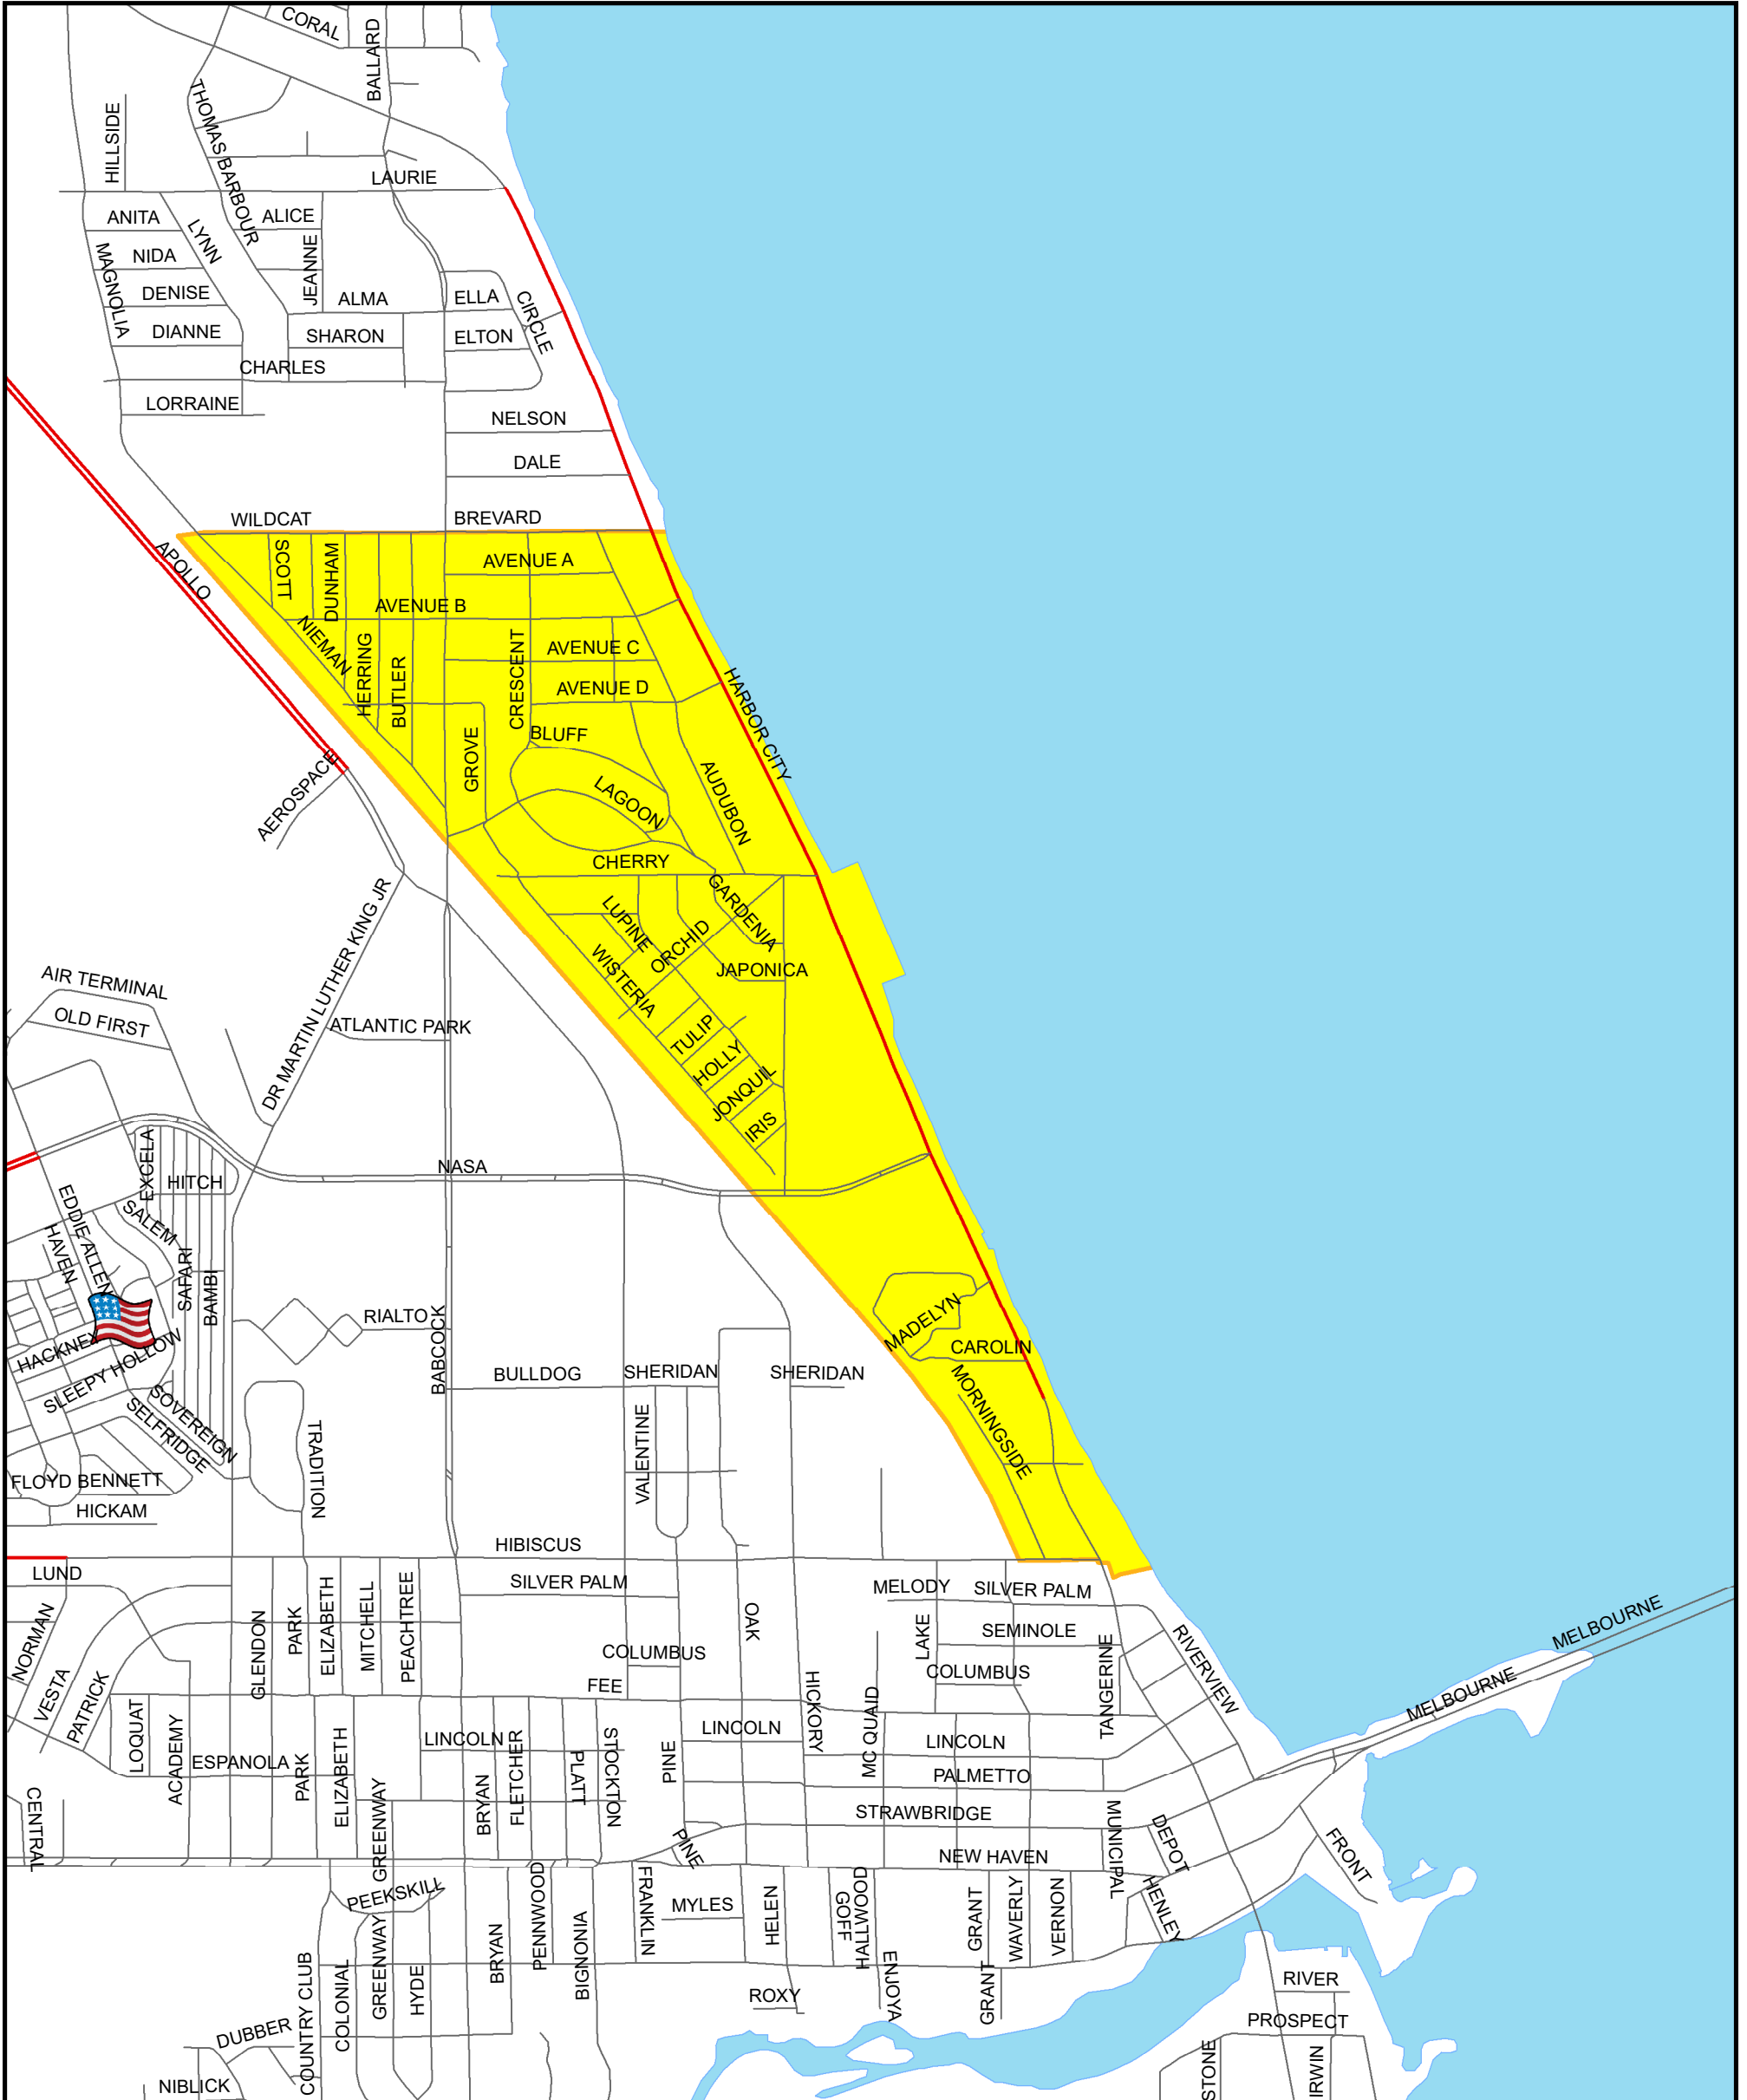 CORAL
BALLARD
HILLSIDE
THOMAS BARBOUR
LAURIE
ANITA
LYNN
ALICE
NIDA
MAGNOLIA
JEANNE
DENISE
ALMA
ELLA
CIRCLE
DIANNE
SHARON
ELTON
CHARLES
LORRAINE
NELSON
DALE
WILDCAT
BREVARD
APOLLO
SCOTT
DUNHAM
AVENUE A
AVENUE B
NIEMAN
HERRING
BUTLER
CRESCENT
AVENUE C
AVENUE D
HARBOR CITY
GROVE
BLUFF
LAGOON
AUDUBON
AEROSPACE
CHERRY
GARDENIA
LUPINE
ORCHID
WISTERIA
JAPONICA
DR MARTIN LUTHER KING JR
AIR TERMINAL
OLD FIRST
ATLANTIC PARK
TULIP
HOLLY
JONQUIL
IRIS
NASA
EXCELA
HITCH
EDDIE ALLEN
SALEM
HAVEN
SAFARI
BAMBI
RIALTO
BABCOCK
MADELYN
CAROLIN
HACKNEY
SLEEPY HOLLOW
BULLDOG
SHERIDAN
SHERIDAN
MORNINGSIDE
SOVEREIGN
SELFRIDGE
TRADITION
VALENTINE
FLOYD BENNETT
HICKAM
HIBISCUS
LUND
SILVER PALM
MELODY
SILVER PALM
NORMAN
VESTA
PATRICK
GLENDON
PARK
ELIZABETH
MITCHELL
PEACHTREE
OAK
LAKE
SEMINOLE
TANGERINE
RIVERVIEW
MELBOURNE
MELBOURNE
COLUMBUS
COLUMBUS
FEE
HICKORY
MC QUAID
LOQUAT
ACADEMY
ESPANOLA
PARK
ELIZABETH
LINCOLN
FLETCHER
BRYAN
PLATT
STOCKTON
PINE
LINCOLN
LINCOLN
PALMETTO
STRAWBRIDGE
CENTRAL
GREENWAY
PINE
NEW HAVEN
MUNICIPAL
DEPOT
FRONT
PEEKSKILL
PENNWOOD
FRANKLIN
MYLES
HELEN
GOFF
HALLWOOD
GRANT
WAVERLY
VERNON
HENLEY
COUNTRY CLUB
COLONIAL
GREENWAY
HYDE
BRYAN
BIGNONIA
ROXY
ENJOYA
GRANT
RIVER
PROSPECT
DUBBER
NIBLICK
STONE
IRWIN